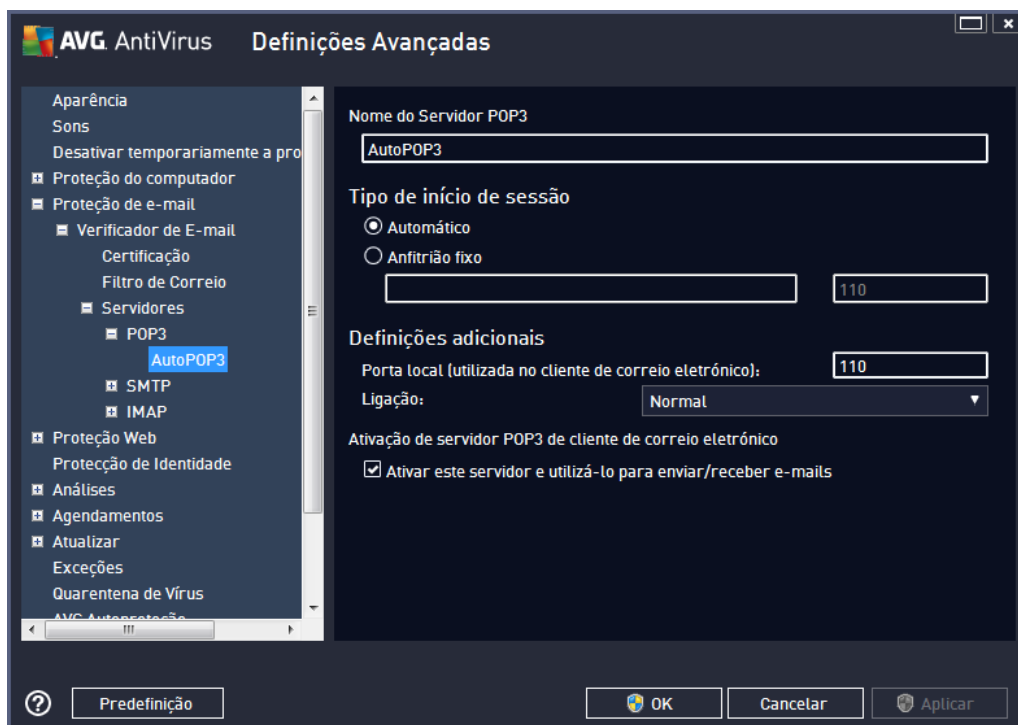 AVG. AntiVirus Definições Avançadas
Aparência
Sons
Desativar temporariamente a pro
Proteção do computador
Proteção de e-mail
Verificador de E-mail
Certificação
Filtro de Correio
Servidores
POP3
AutoPOP3
SMTP
IMAP
Proteção Web
Protecção de Identidade
Análises
Agendamentos
Atualizar
Exceções
Quarentena de Vírus
AVG Autoproteção
Nome do Servidor POP3
AutoPOP3
Tipo de início de sessão
Automático
Anfitrião fixo
110
Definições adicionais
Porta local (utilizada no cliente de correio eletrónico): 110
Ligação: Normal
Ativação de servidor POP3 de cliente de correio eletrónico
Ativar este servidor e utilizá-lo para enviar/receber e-mails
Predefinição OK Cancelar Aplicar